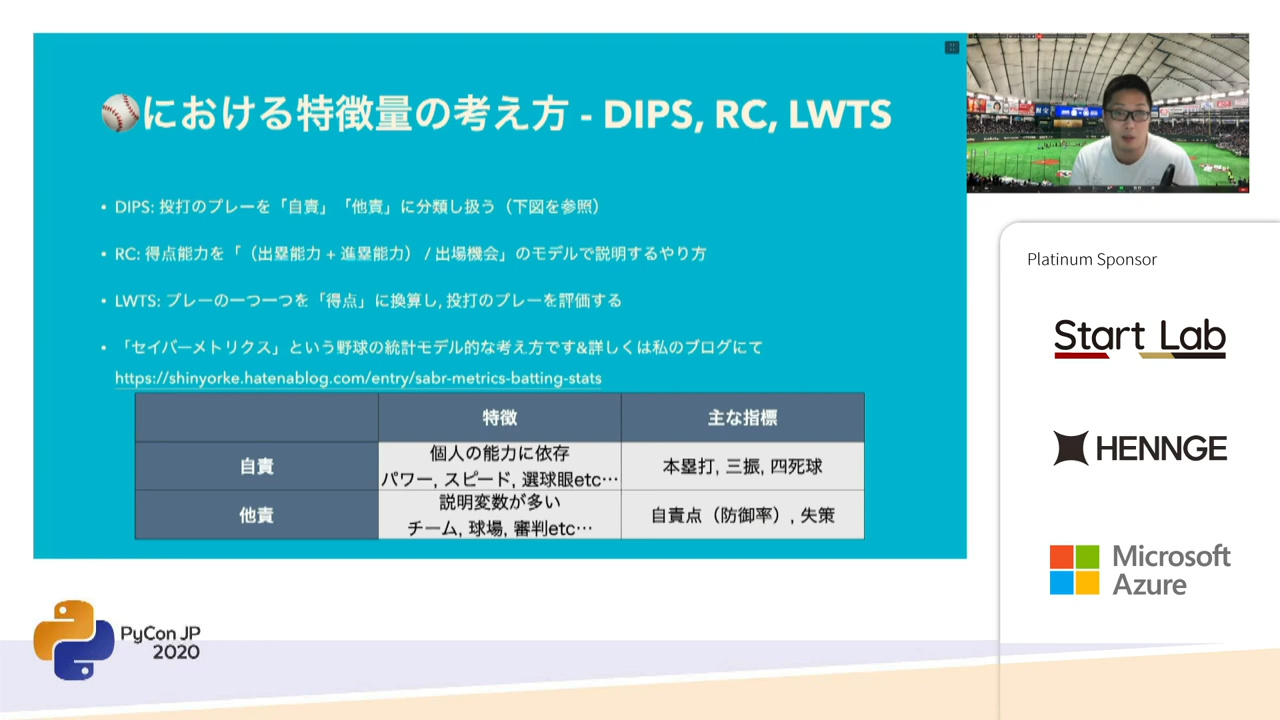 ⚾における特徴量の考え方 - DIPS, RC, LWTS
• DIPS: 投打のプレーを「自責」「他責」に分類し扱う（下図を参照）
• RC: 得点能力を「（出塁能力 + 進塁能力） / 出場機会」のモデルで説明するやり方
• LWTS: プレーの一つ一つを「得点」に換算し, 投打のプレーを評価する
• 「セイバーメトリクス」という野球の統計モデル的な考え方です&詳しくは私のブログにて
https://shinyorke.hatenablog.com/entry/sabr-metrics-batting-stats
特徴 主な指標
自責 個人の能力に依存
パワー, スピード, 選球眼etc… 本塁打, 三振, 四死球
他責 説明変数が多い
チーム, 球場, 審判etc… 自責点（防御率）, 失策
Platinum Sponsor
Start Lab
HENNGE
Microsoft
Azure
PyCon JP
2020